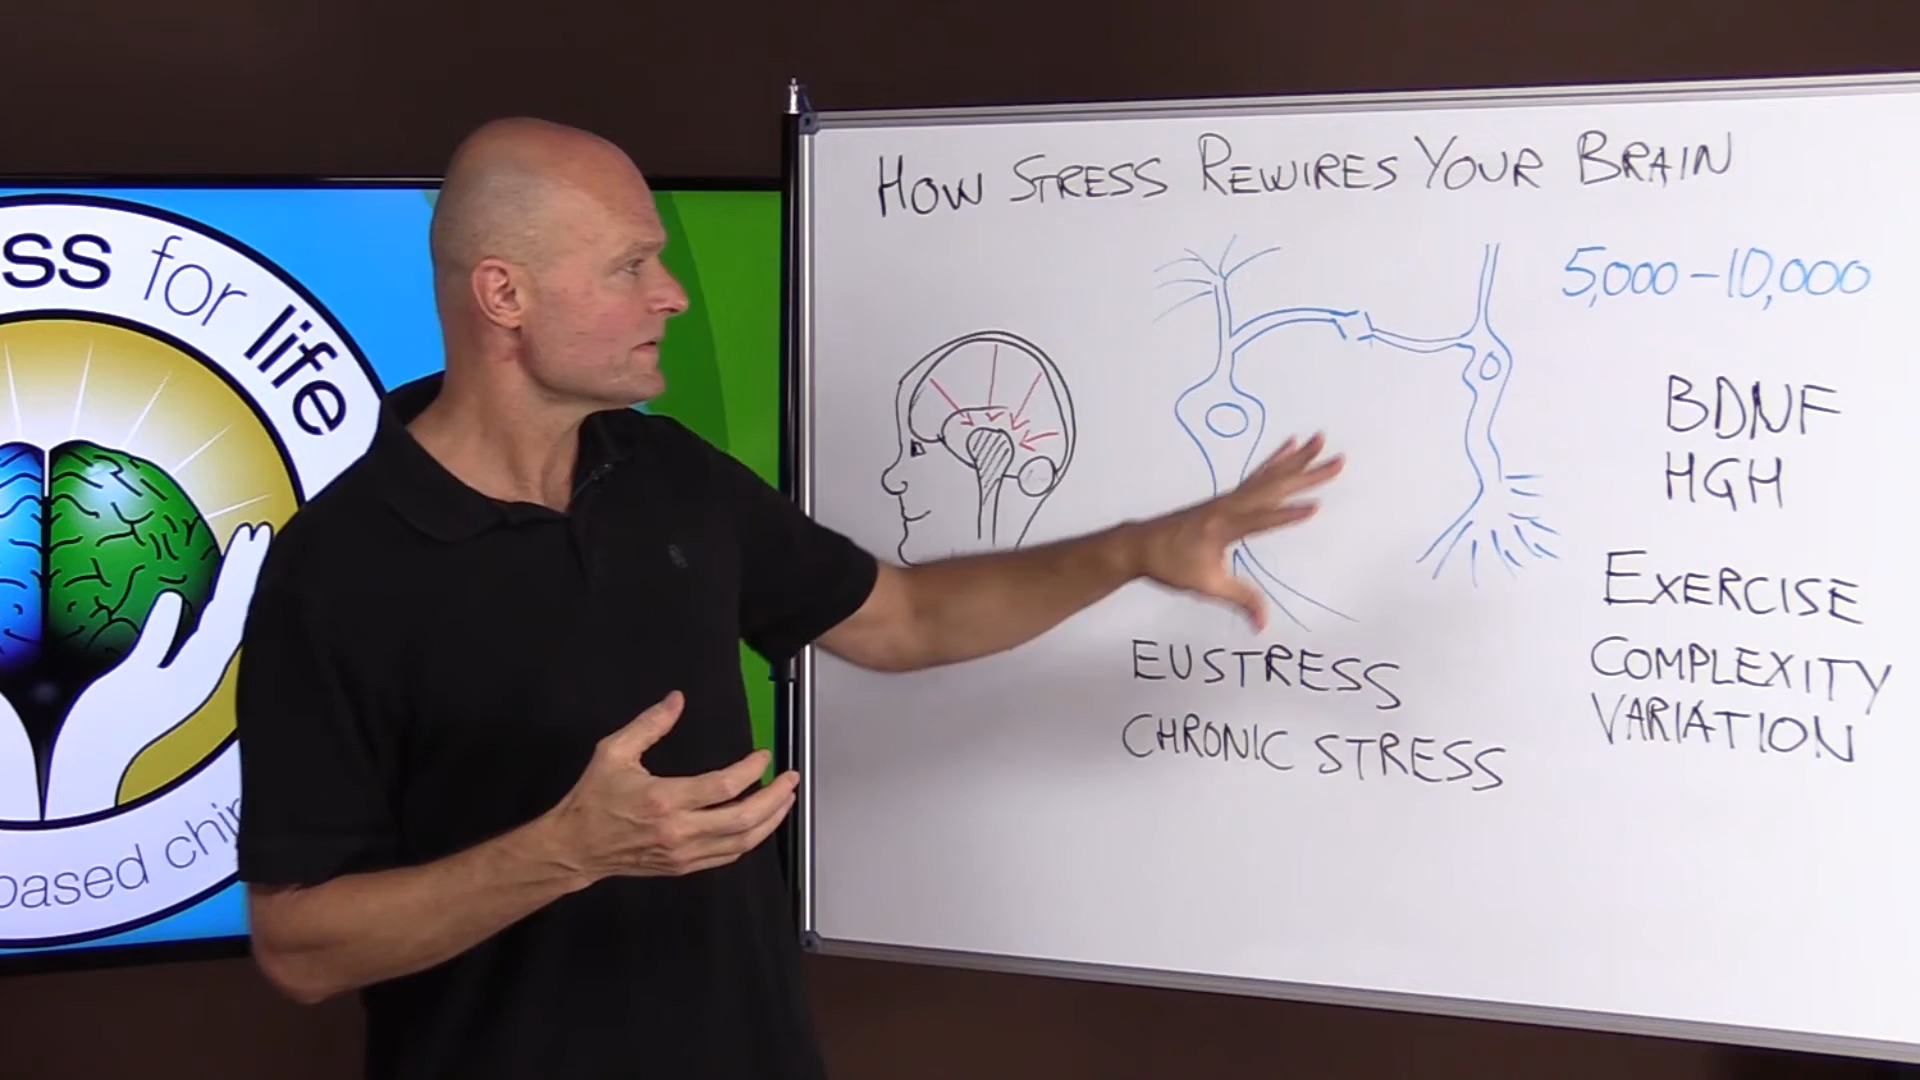 ss for life
based chi
HOW STRESS REWIRES YOUR BRAIN
5,000-10,000
BDNF
HGH
EXERCISE
COMPLEXITY
VARIATION
EUSTRESS
CHRONIC STRESS